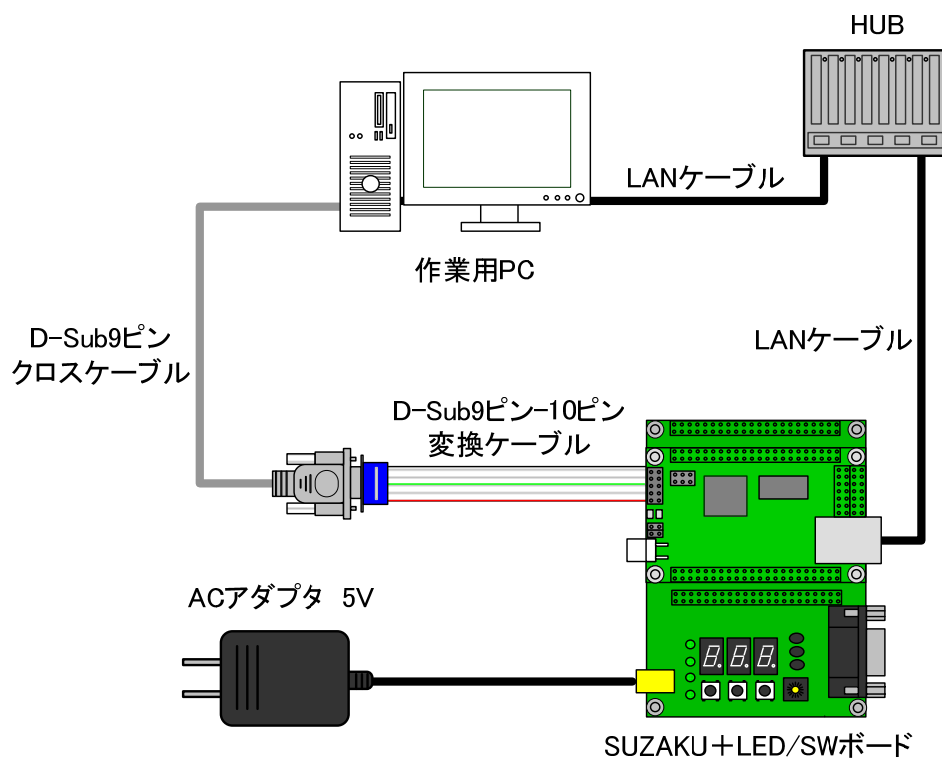 HUB
LANケーブル
作業用PC
D-Sub9ピン
クロスケーブル
LANケーブル
D-Sub9ピン-10ピン
変換ケーブル
ACアダプタ 5V
SUZAKU+LED/SWボード